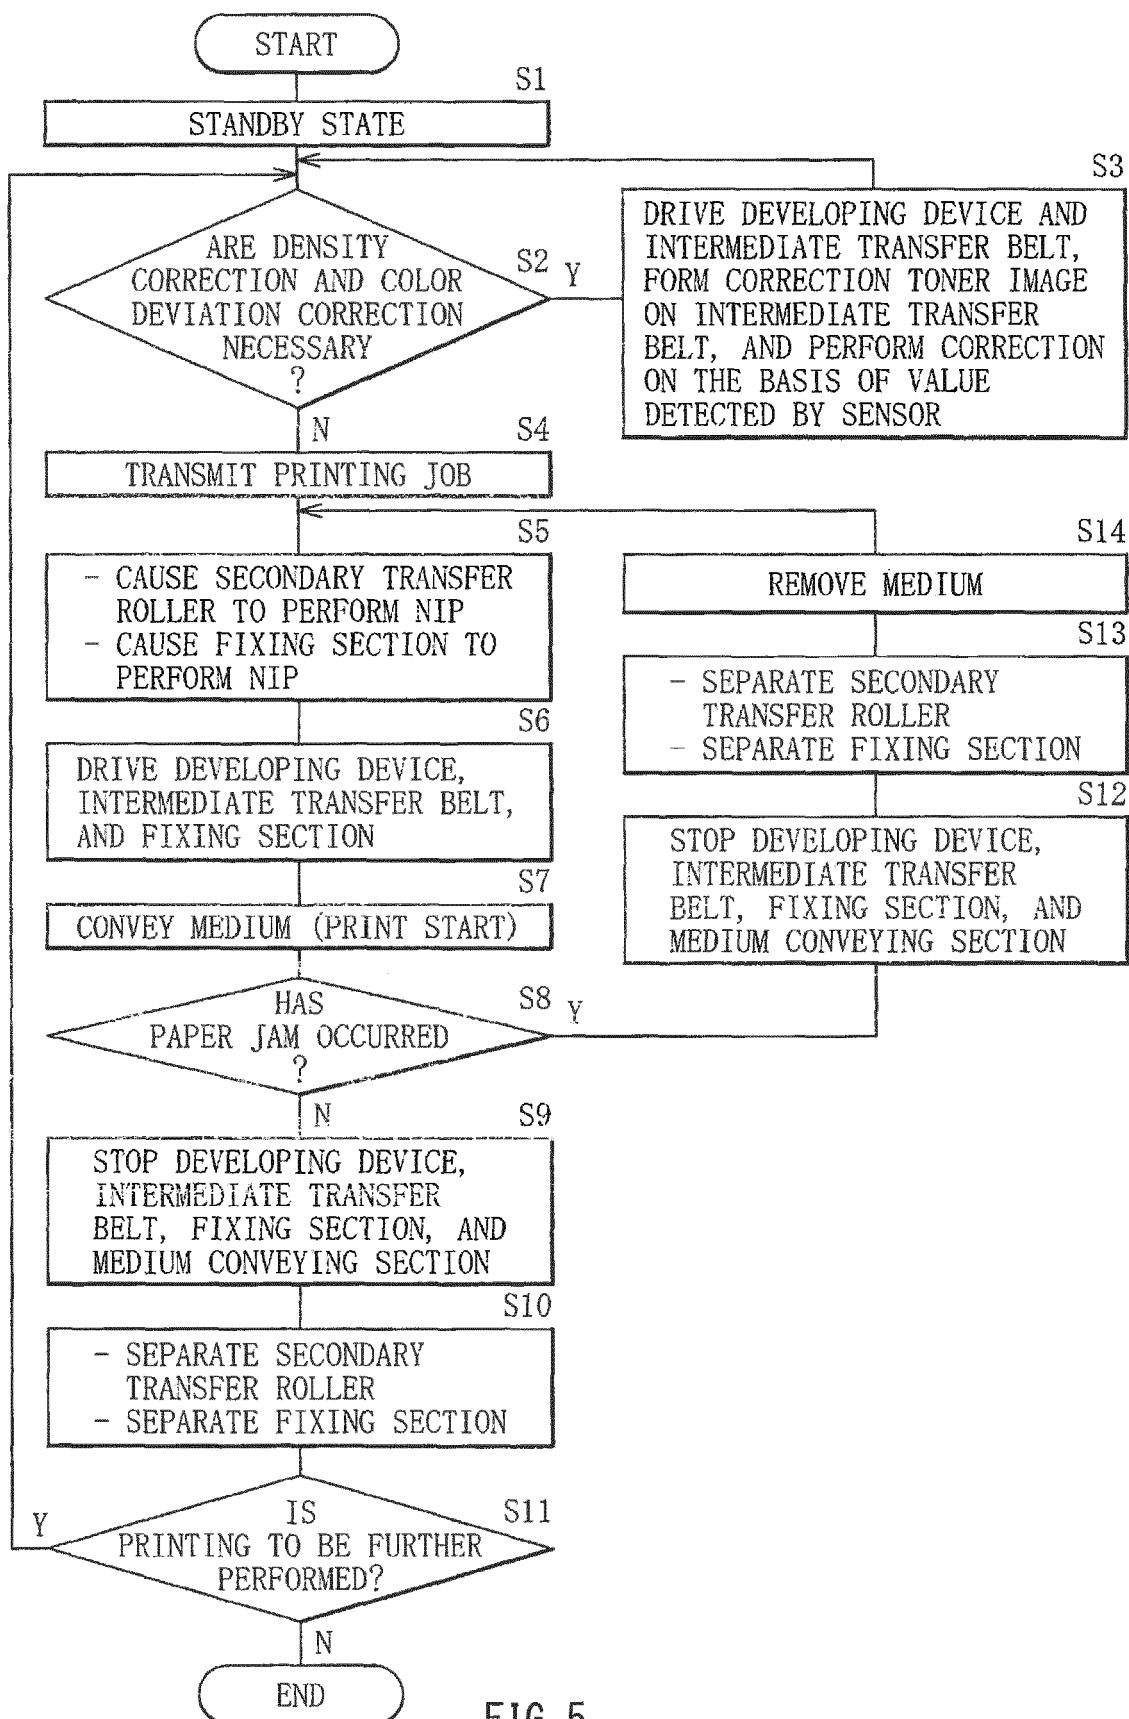 START
S1
STANDBY STATE
ARE DENSITY
CORRECTION AND COLOR
DEVIATION CORRECTION
NECESSARY
?
S2
Y
N
S3
DRIVE DEVELOPING DEVICE AND
INTERMEDIATE TRANSFER BELT,
FORM CORRECTION TONER IMAGE
ON INTERMEDIATE TRANSFER
BELT, AND PERFORM CORRECTION
ON THE BASIS OF VALUE
DETECTED BY SENSOR
S4
TRANSMIT PRINTING JOB
S5
- CAUSE SECONDARY TRANSFER
ROLLER TO PERFORM NIP
- CAUSE FIXING SECTION TO
PERFORM NIP
S6
DRIVE DEVELOPING DEVICE,
INTERMEDIATE TRANSFER BELT,
AND FIXING SECTION
S7
CONVEY MEDIUM (PRINT START)
HAS
PAPER JAM OCCURRED
?
S8
Y
N
S14
REMOVE MEDIUM
S13
- SEPARATE SECONDARY
TRANSFER ROLLER
- SEPARATE FIXING SECTION
S12
STOP DEVELOPING DEVICE,
INTERMEDIATE TRANSFER
BELT, FIXING SECTION, AND
MEDIUM CONVEYING SECTION
S9
STOP DEVELOPING DEVICE,
INTERMEDIATE TRANSFER
BELT, FIXING SECTION, AND
MEDIUM CONVEYING SECTION
S10
- SEPARATE SECONDARY
TRANSFER ROLLER
- SEPARATE FIXING SECTION
S11
IS
PRINTING TO BE FURTHER
PERFORMED?
Y
N
END
FIG. 5